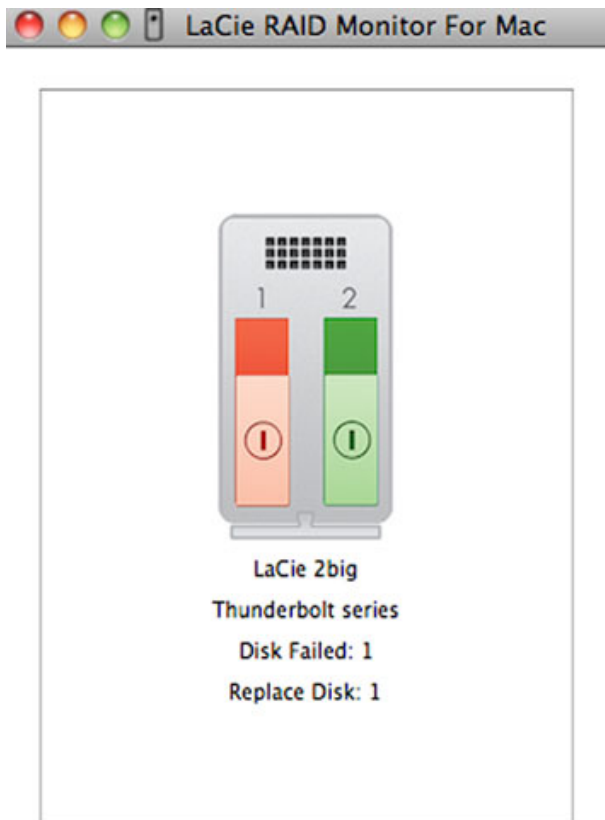 LaCie RAID Monitor For Mac
1 2
LaCie 2big
Thunderbolt series
Disk Failed: 1
Replace Disk: 1